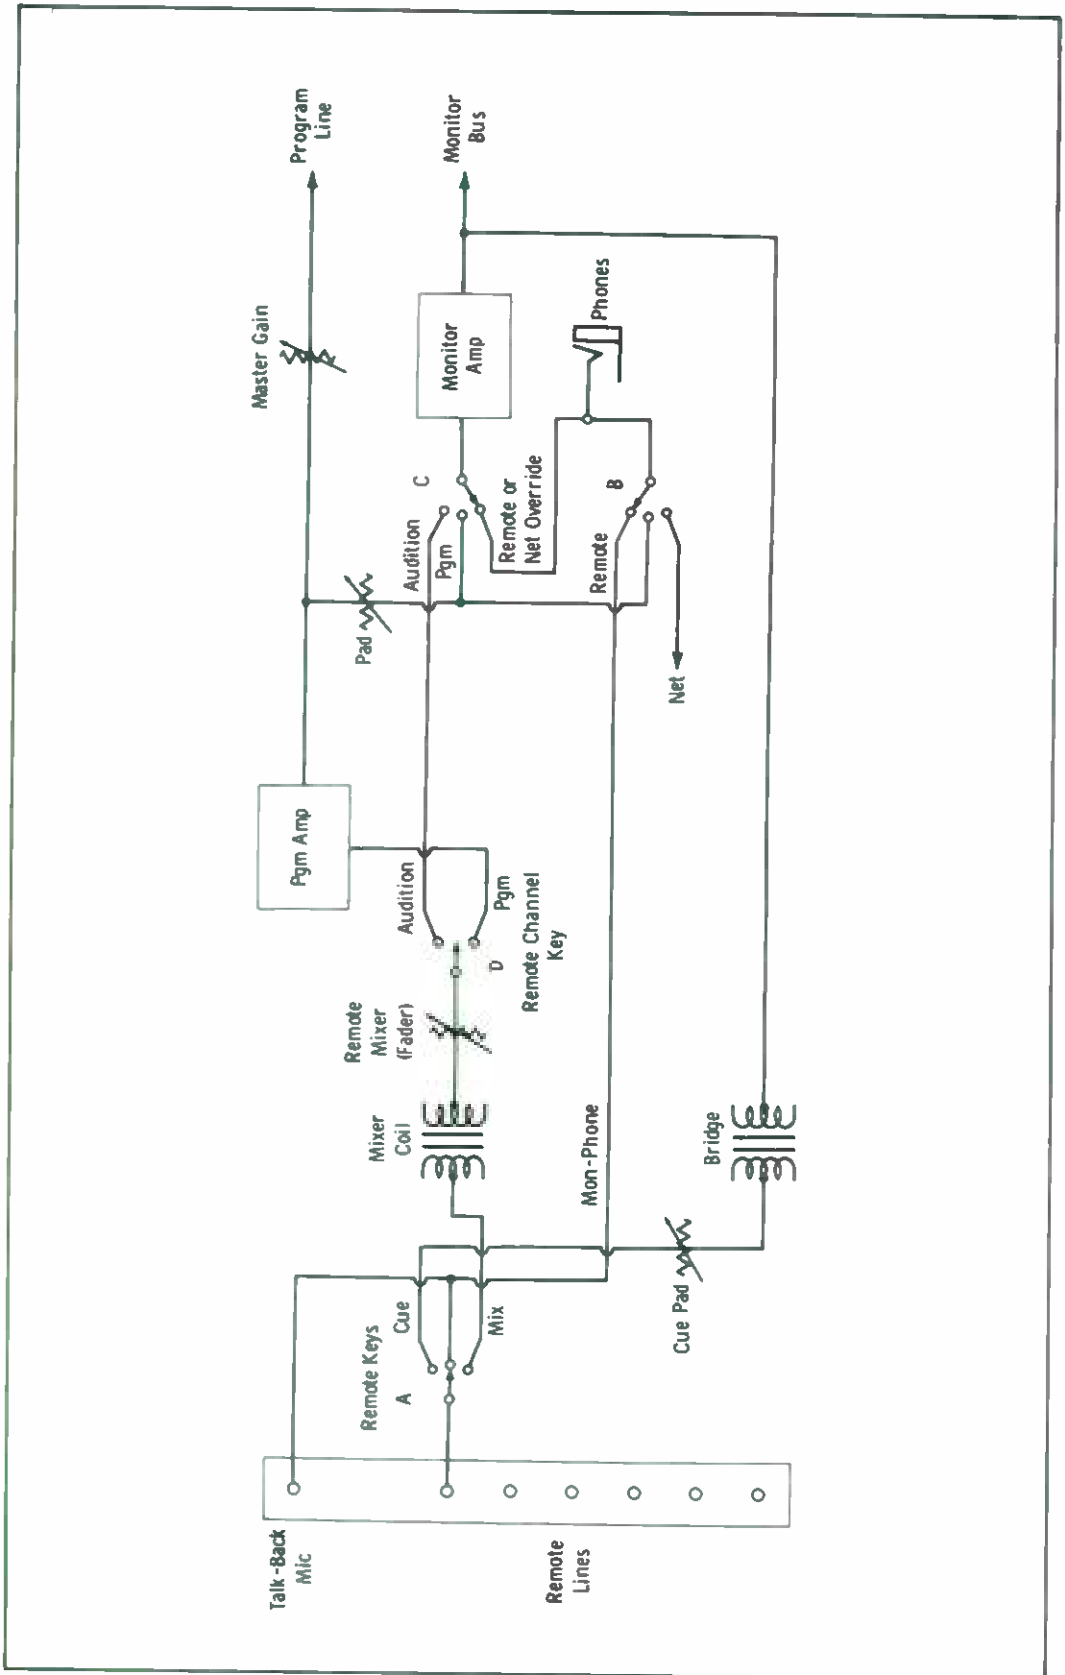 Talk-Back
Mic
Remote
Lines
Remote Keys
A
Cue
Mix
Cue Pad
Bridge
Mon-Phone
Mixer
Coil
Remote
Mixer
(Fader)
Audition
Pgm
D
Remote Channel
Key
Pgm Amp
Pad
Net
Audition
Pgm
C
Remote or
Net Override
Remote
B
Master Gain
Monitor
Amp
Phones
Program
Line
Monitor
Bus